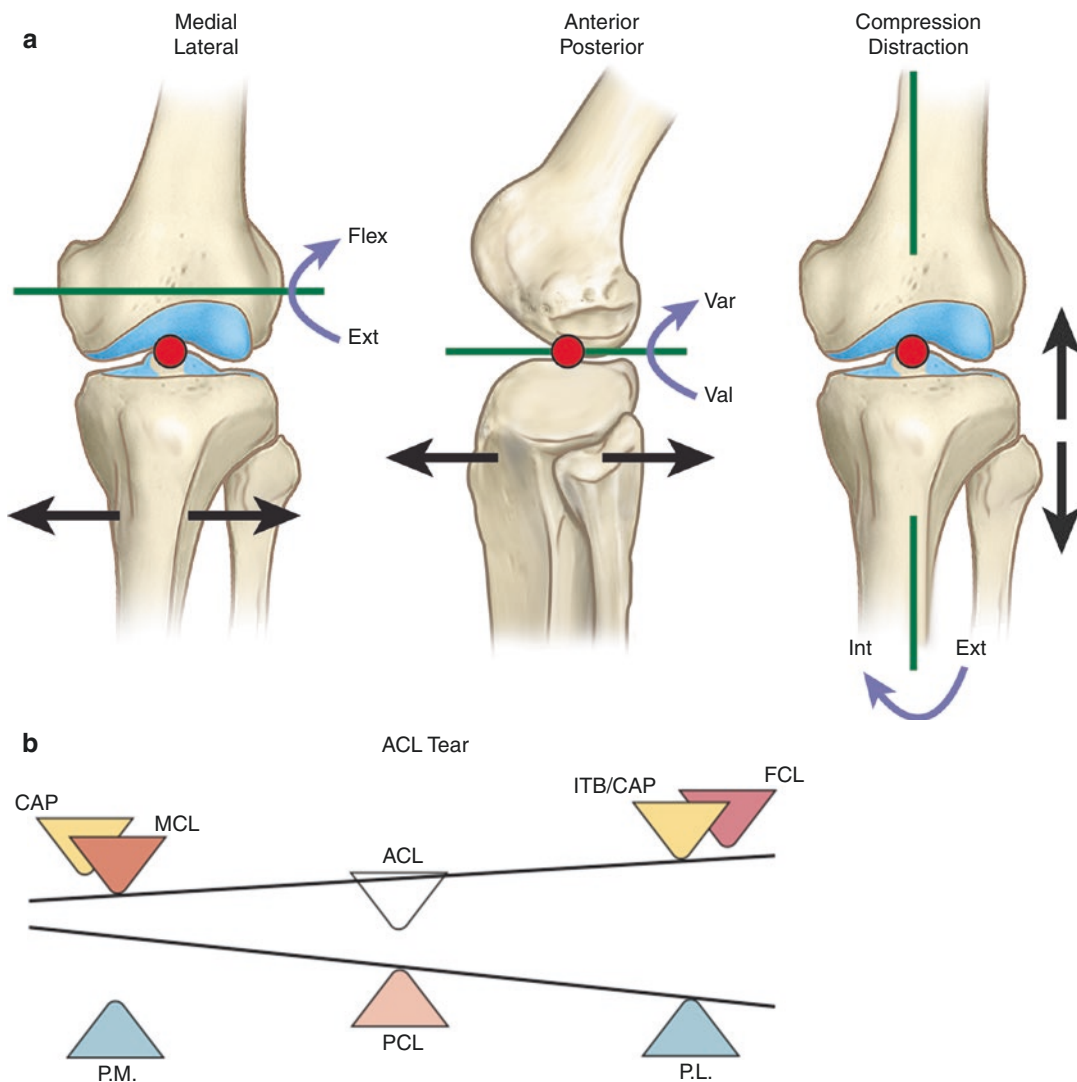 a
Medial
Lateral
Anterior
Posterior
Compression
Distraction
Flex
Ext
Var
Val
Int
Ext
b
ACL Tear
CAP
MCL
ACL
ITB/CAP
FCL
P.M.
PCL
P.L.